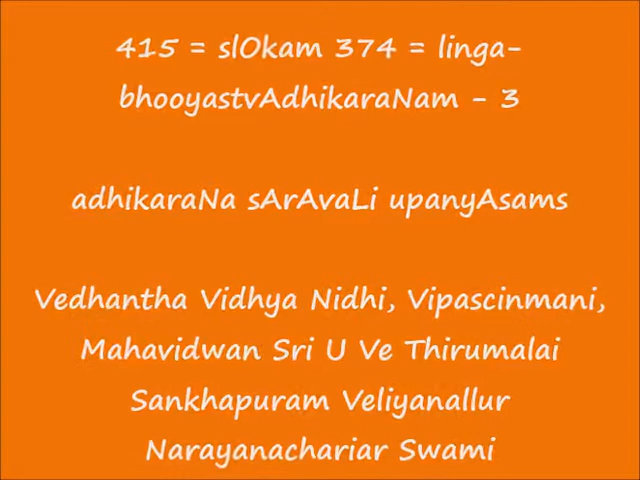 415 = slOkam 374 = linga-
bhooyastvAdhikaraNam - 3
adhikaraNa sArAvaLi upanyAsams
Vedhantha Vidhya Nidhi, Vipascinmani,
Mahavidwan Sri U Ve Thirumalai
Sankhapuram Veliyanallur
Narayanachariar Swami